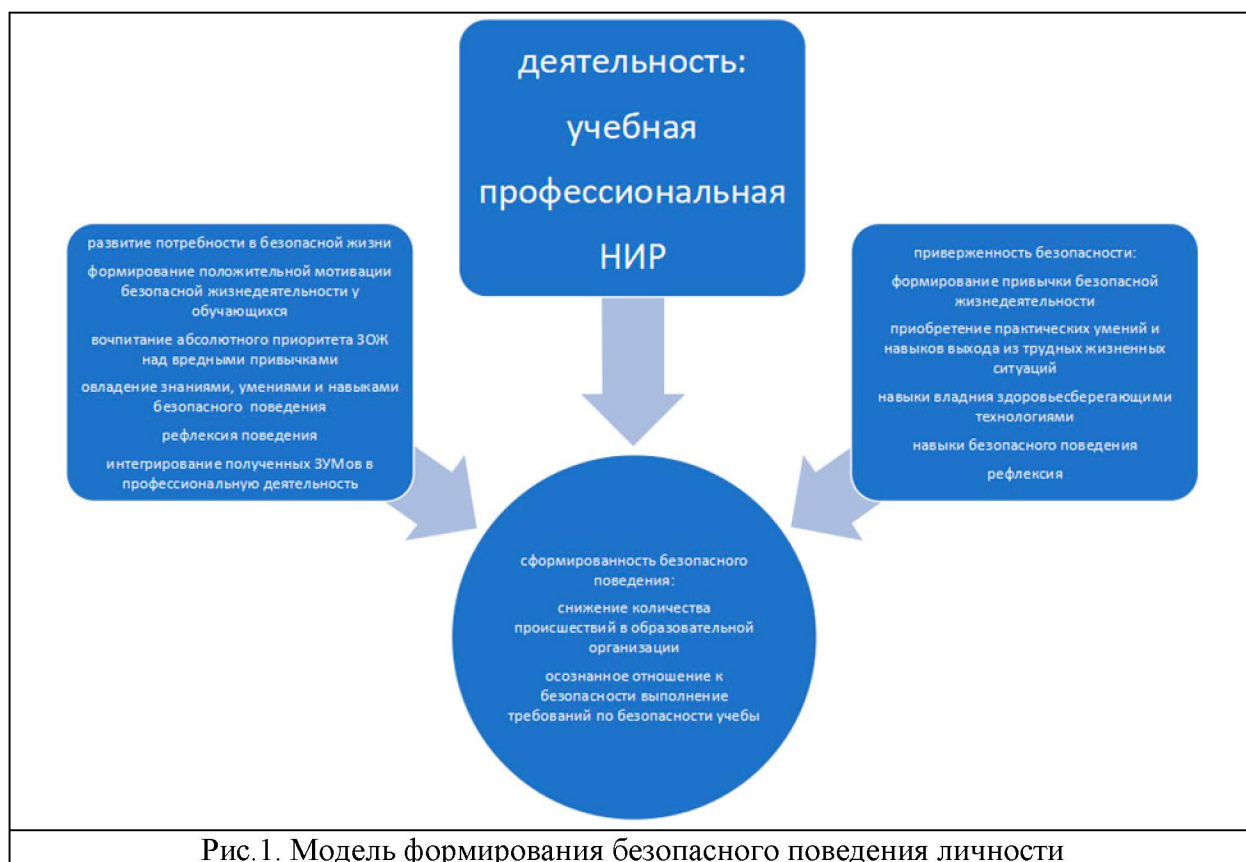 деятельность:
учебная
профессиональная
НИР
развитие потребности в безопасной жизни
формирование положительной мотивации
безопасной жизнедеятельности у
обучающихся
вочпитание абсолютного приоритета ЗОЖ
над вредными привычками
овладение знаниями, умениями и навыками
безопасного поведения
рефлексия поведения
интегрирование полученных ЗУМов в
профессиональную деятельность
приверженность безопасности:
формирование привычки безопасной
жизнедеятельности
приобретение практических умений и
навыков выхода из трудных жизненных
ситуаций
навыки владния здоровьесберегающими
технологиями
навыки безопасного поведения
рефлексия
сформированность безопасного
поведения:
снижение количества
происшествий в образовательной
организации
осознанное отношение к
безопасности выполнение
требований по безопасности учебы
Рис.1. Модель формирования безопасного поведения личности